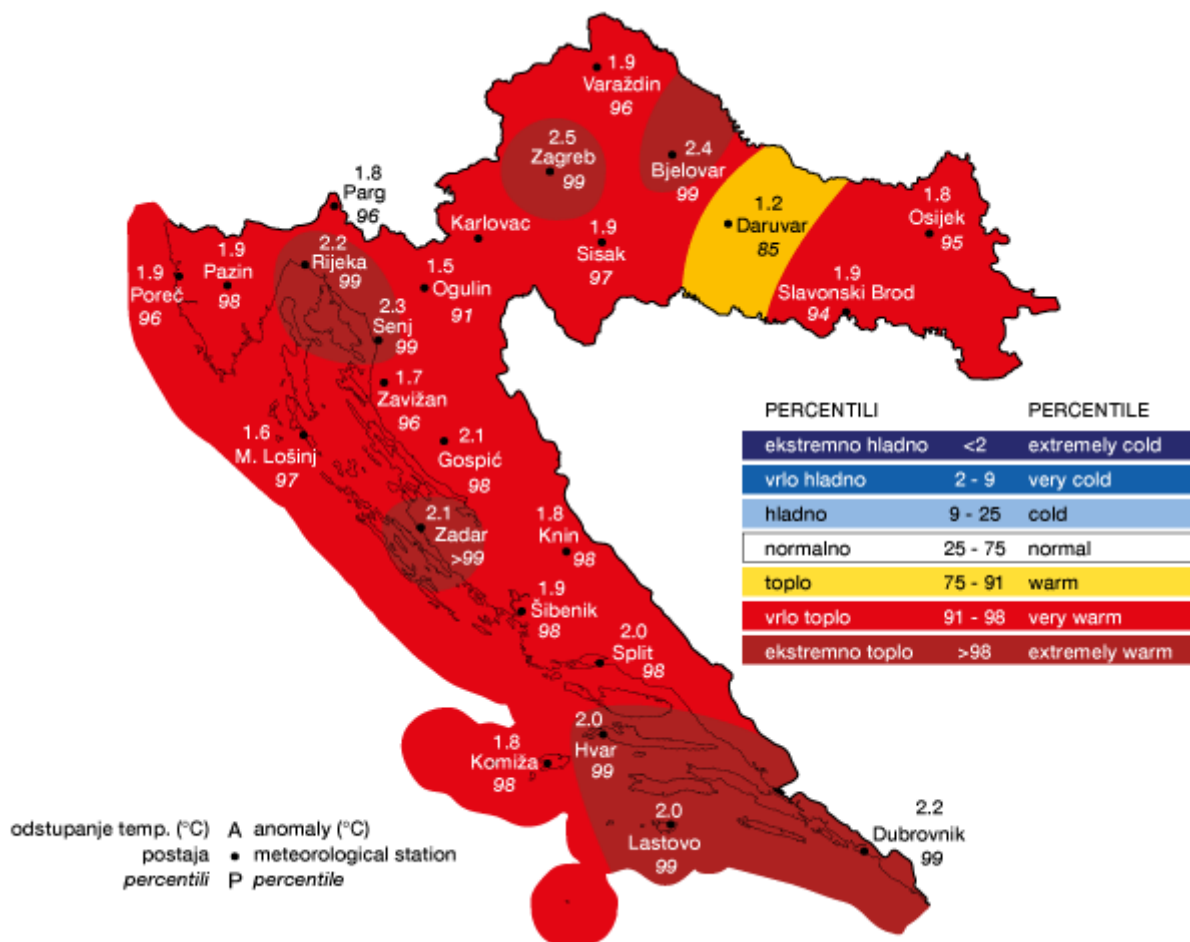 1.9
Varaždin
96
2.5
Zagreb
99
2.4
Bjelovar
99
1.8
Parg
96
1.2
Daruvar
85
1.8
Osijek
95
Karlovac
1.9
Sisak
97
1.9
Poreč
96
1.9
Pazin
98
2.2
Rijeka
99
1.5
Ogulin
91
1.9
Slavonski Brod
94
2.3
Senj
99
1.7
Zavižan
96
1.6
M. Lošinj
97
2.1
Gospić
98
2.1
Zadar
>99
1.8
Knin
98
1.9
Šibenik
98
2.0
Split
98
2.0
Hvar
99
1.8
Komiža
98
2.0
Lastovo
99
2.2
Dubrovnik
99
PERCENTILI PERCENTILE
ekstremno hladno <2 extremely cold
vrlo hladno 2 - 9 very cold
hladno 9 - 25 cold
normalno 25 - 75 normal
toplo 75 - 91 warm
vrlo toplo 91 - 98 very warm
ekstremno toplo >98 extremely warm
odstupanje temp. (°C) A anomaly (°C)
postaja • meteorological station
percentili P percentile